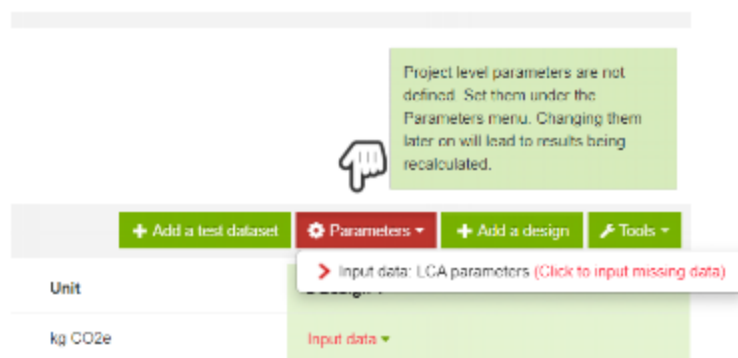 Project level parameters are not
defined. Set them under the
Parameters menu. Changing them
later on will lead to results being
recalculated.
Add a test dataset Parameters Add a design Tools
Input data: LCA parameters (Click to input missing data)
Unit
kg CO2e Input data